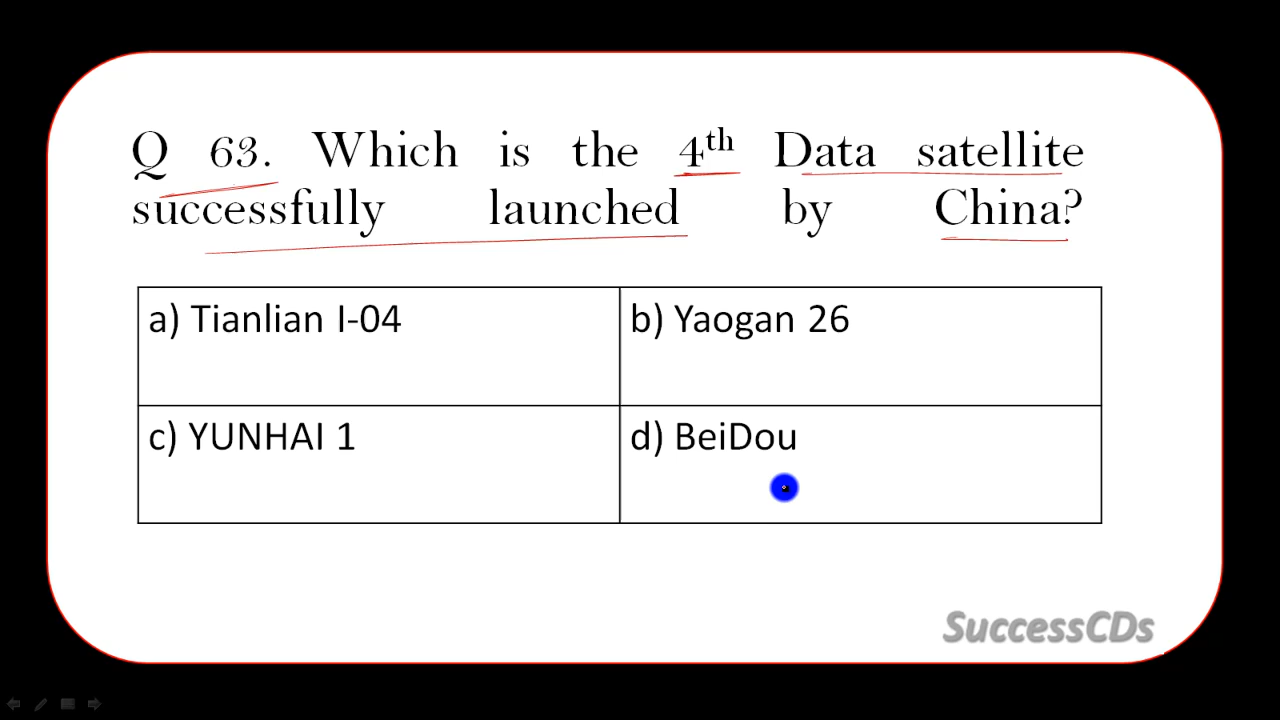 Q 63. Which is the 4th Data satellite
successfully launched by China?
a) Tianlian I-04
b) Yaogan 26
c) YUNHAI 1
d) BeiDou
SuccessCDs